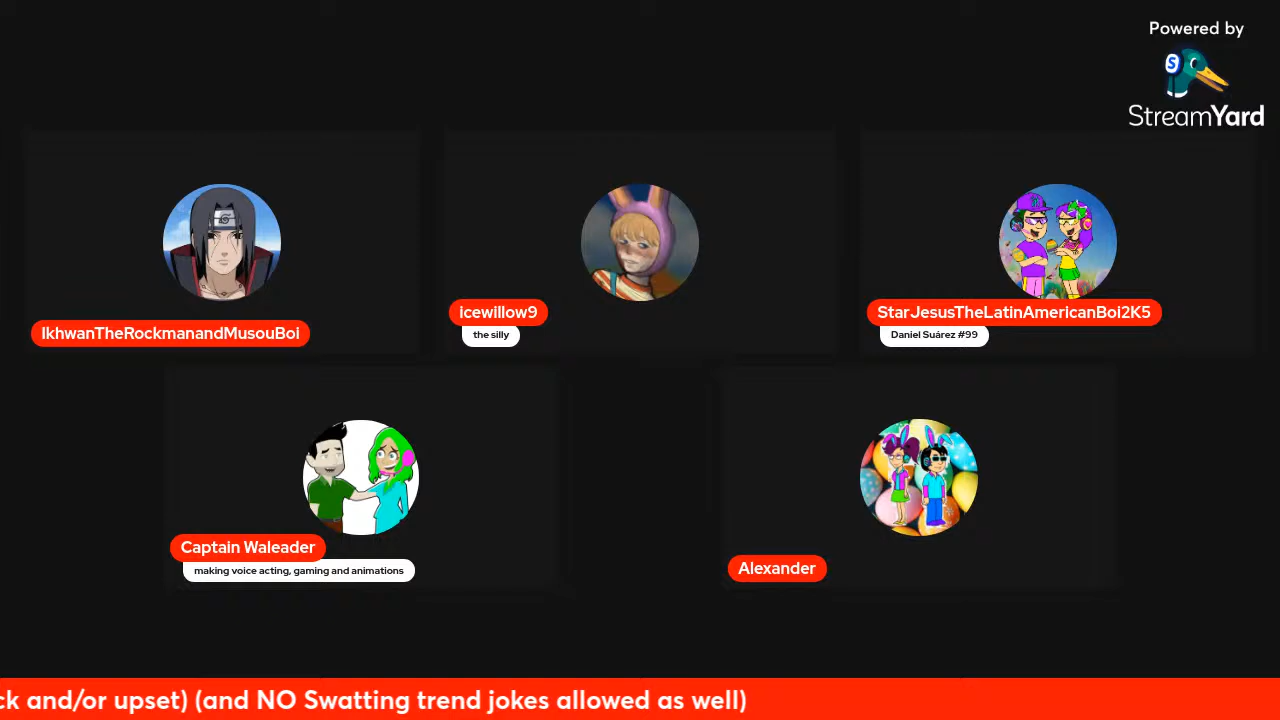 Powered by
StreamYard
IkhwanTheRockmanandMusouBoi
icewillow9
the silly
StarJesusTheLatinAmericanBoi2K5
Daniel Suárez #99
Captain Waleader
making voice acting, gaming and animations
Alexander
ck and/or upset) (and NO Swatting trend jokes allowed as well)